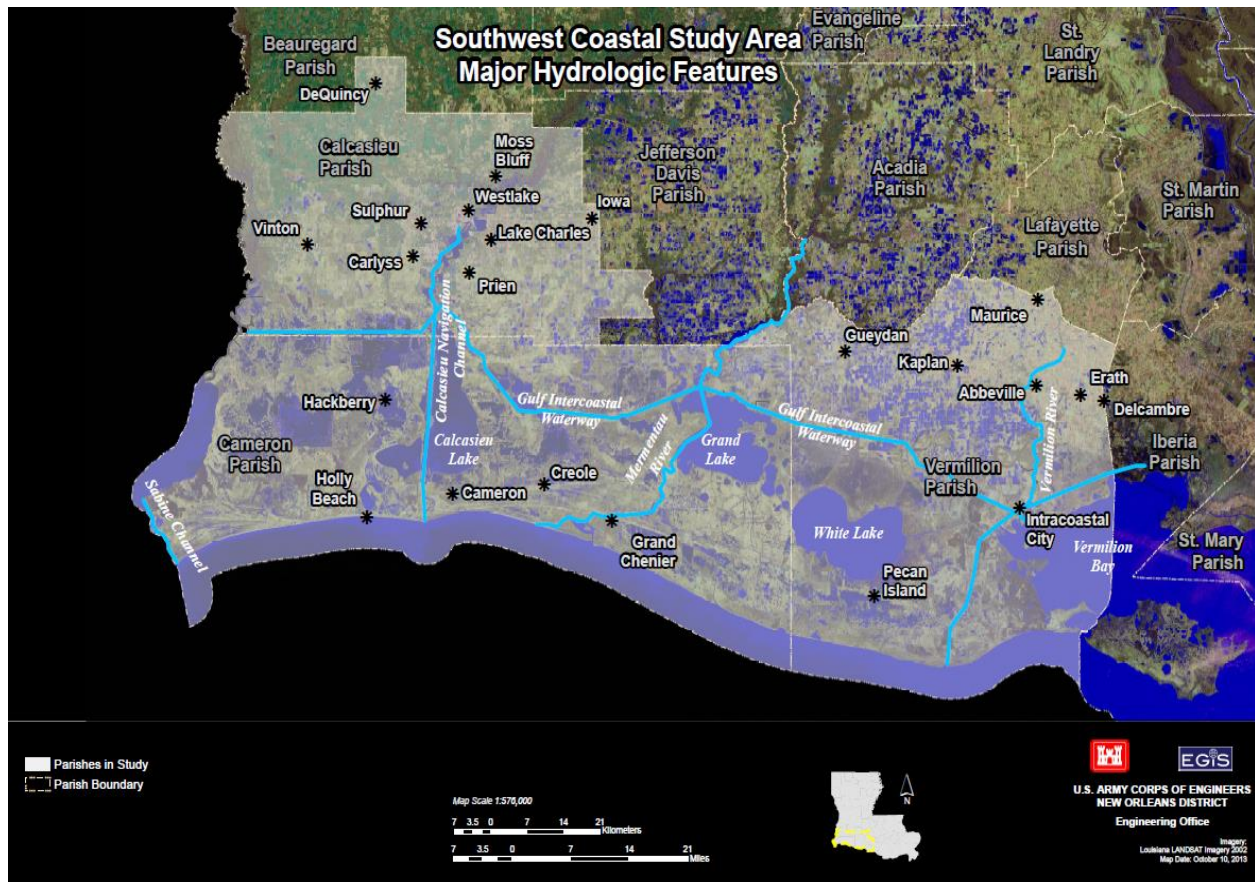 Southwest Coastal Study Area
Major Hydrologic Features
Beauregard
Parish
Evangeline
Parish
St.
Landry
Parish
DeQuincy
Calcasieu
Parish
Moss
Bluff
Jefferson
Davis
Parish
Acadia
Parish
St. Martin
Parish
Westlake
Iowa
Sulphur
Vinton
Lake Charles
Lafayette
Parish
Carlyss
Prien
Calcasieu Navigation
Channel
Maurice
Gueydan
Kaplan
Abbeville
Erath
Delcambre
Hackberry
Gulf Intercoastal
Waterway
Gulf Intercoastal
Waterway
Vermilion River
Cameron
Parish
Calcasieu
Lake
Mermentau
River
Grand
Lake
Iberia
Parish
Vermilion
Parish
Holly
Beach
Creole
Cameron
Sabine Channel
Grand
Chenier
White Lake
Intracoastal
City
Vermilion
Bay
St. Mary
Parish
Pecan
Island
Parishes in Study
Parish Boundary
Map Scale 1:576,000
7 3.5 0 7 14 21
Kilometers
7 3.5 0 7 14 21
Miles
N
EGIS
U.S. ARMY CORPS OF ENGINEERS
NEW ORLEANS DISTRICT
Engineering Office
Imagery:
Louisiana LANDSAT Imagery 2002
Map Date: October 10, 2013